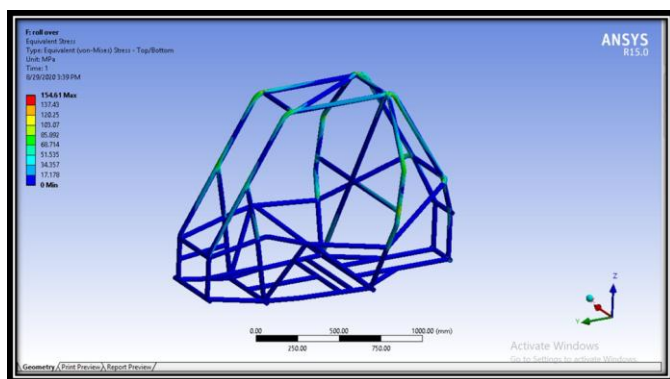 F: roll over
Equivalent Stress
Type: Equivalent (von-Mises) Stress - Top/Bottom
Unit: MPa
Time: 1
8/29/2020 3:39 PM
154.61 Max
137.43
120.25
103.07
85.892
68.714
51.535
34.357
17.178
0 Min
ANSYS
R15.0
Z
Y
0.00
500.00
1000.00 (mm)
250.00
750.00
Activate Windows
Go to Settings to activate Windows.
Geometry
Print Preview
Report Preview